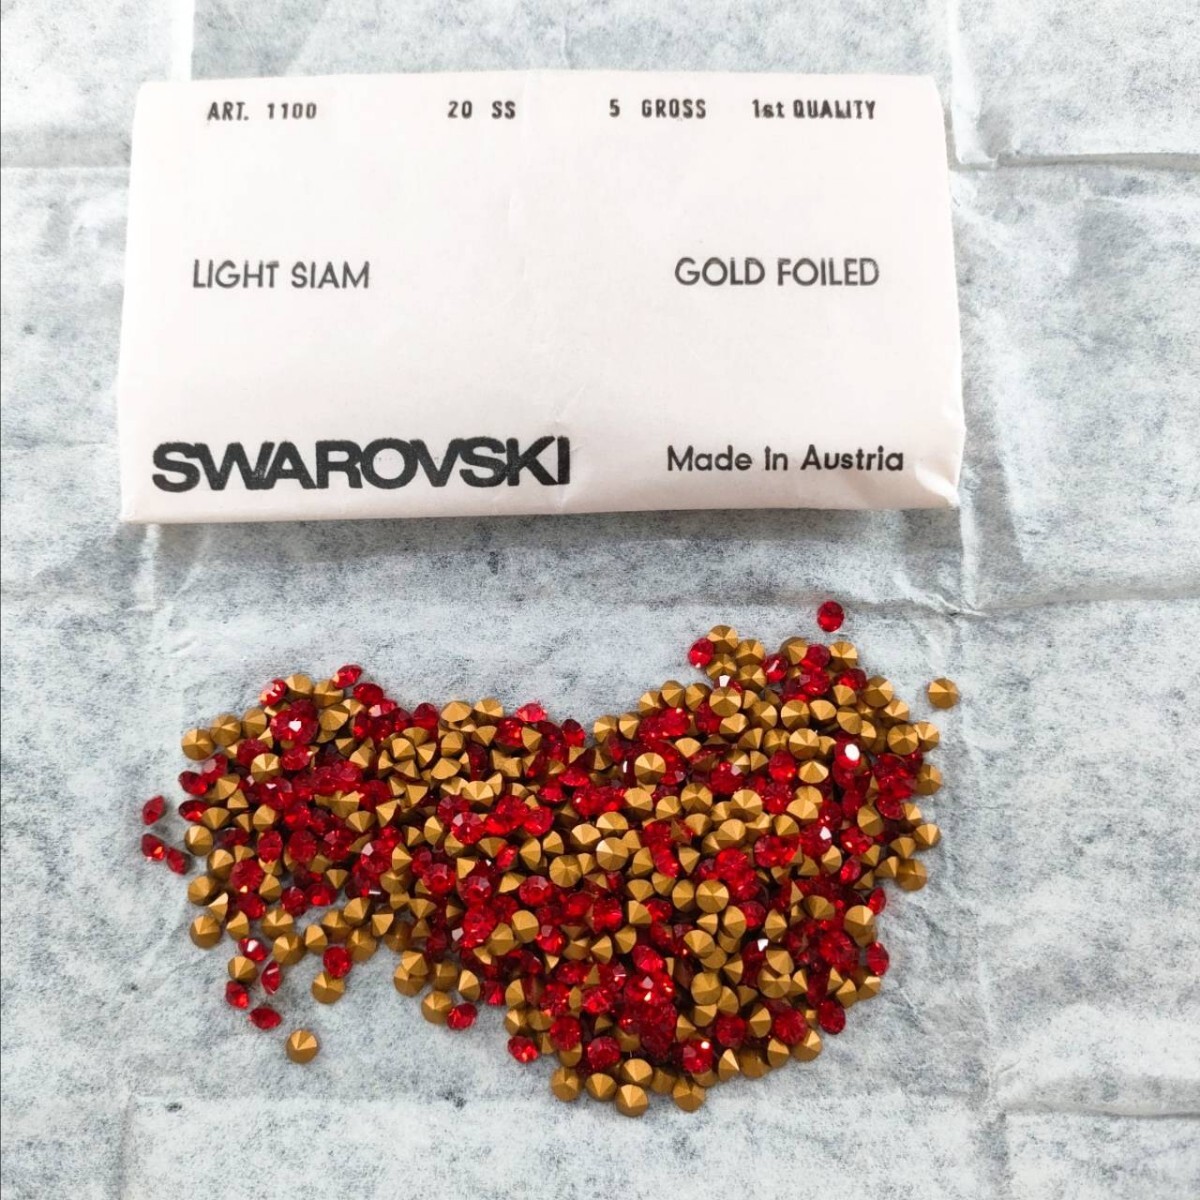 ART. 1100 20 SS 5 GROSS 1st QUALITY
LIGHT SIAM GOLD FOILED
SWAROVSKI Made in Austria